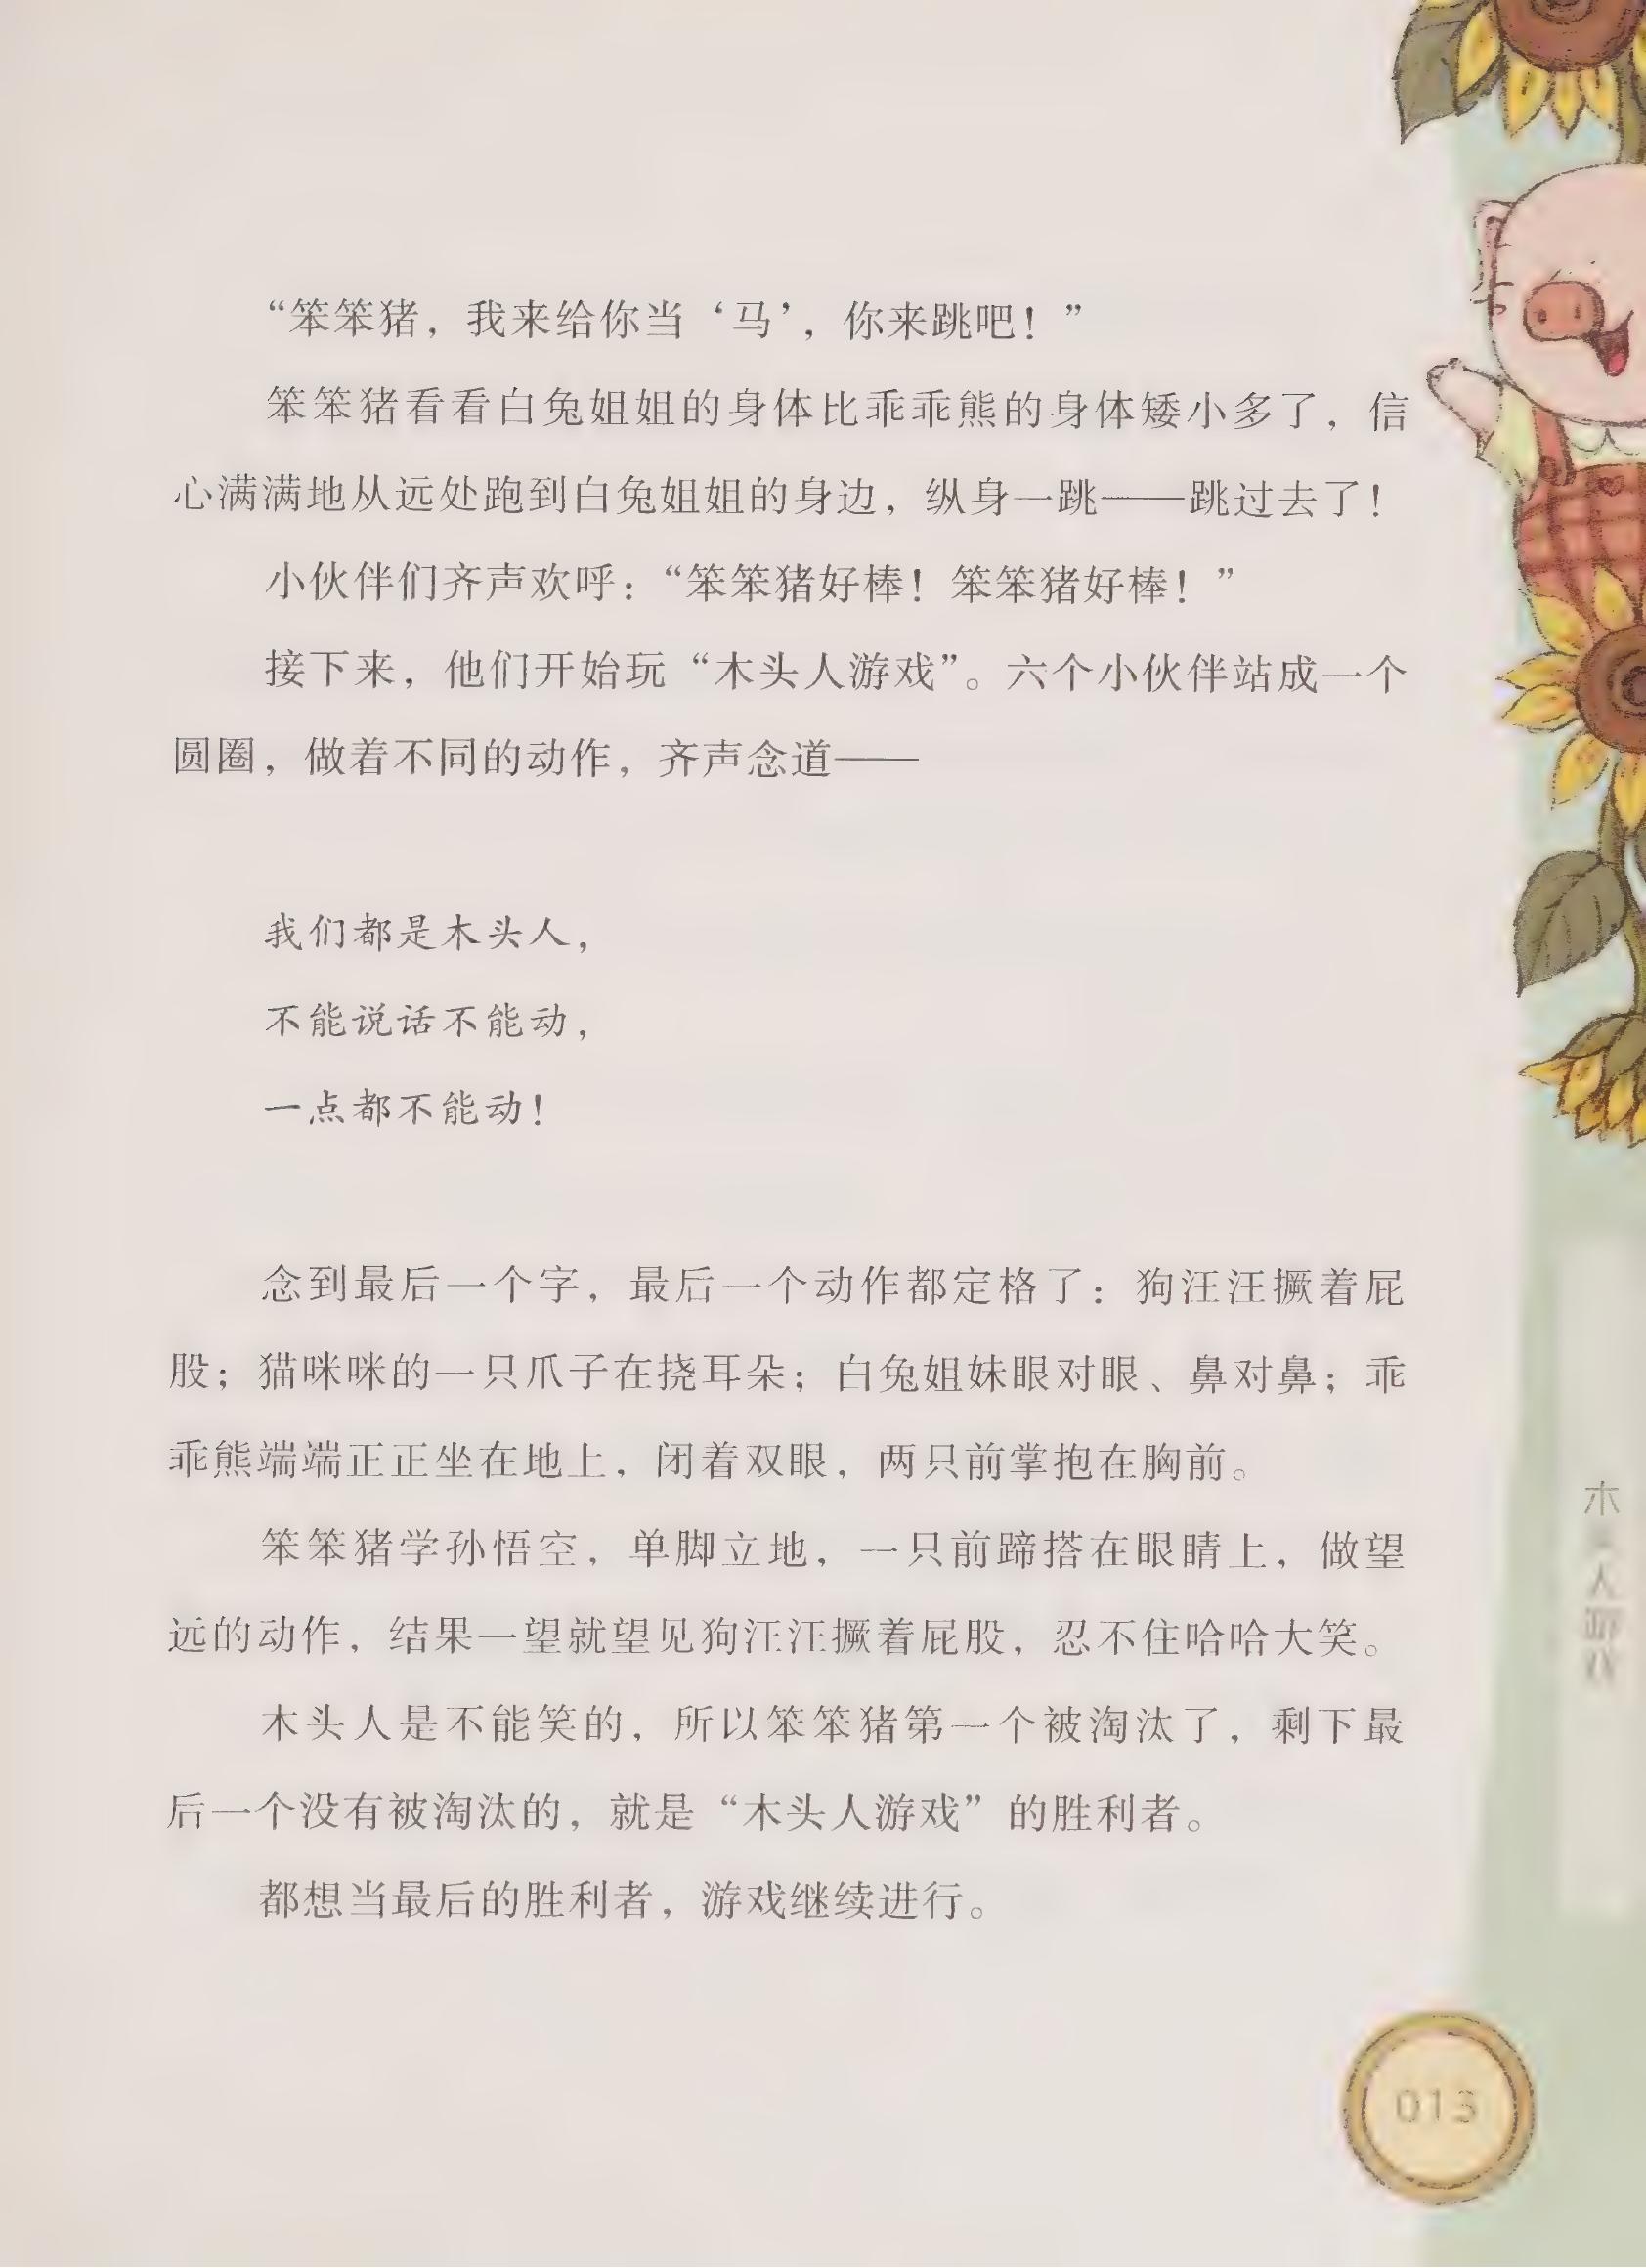 “笨笨猪，我来给你当‘马’，你来跳吧！”
笨笨猪看看白兔姐姐的身体比乖乖熊的身体矮小多了，信
心满满地从远处跑到白兔姐姐的身边，纵身一跳——跳过去了！
小伙伴们齐声欢呼：“笨笨猪好棒！笨笨猪好棒！”
接下来，他们开始玩“木头人游戏”。六个小伙伴站成一个
圆圈，做着不同的动作，齐声念道——
我们都是木头人，
不能说话不能动，
一点都不能动！
念到最后一个字，最后一个动作都定格了：狗汪汪撅着屁
股；猫咪咪的一只爪子在挠耳朵；白兔姐妹眼对眼、鼻对鼻；乖
乖熊端端正正坐在地上，闭着双眼，两只前掌抱在胸前。
笨笨猪学孙悟空，单脚立地，一只前蹄搭在眼睛上，做望
远的动作，结果一望就望见狗汪汪撅着屁股，忍不住哈哈大笑。
木头人是不能笑的，所以笨笨猪第一个被淘汰了，剩下最
后一个没有被淘汰的，就是“木头人游戏”的胜利者。
都想当最后的胜利者，游戏继续进行。
木头人游戏
013